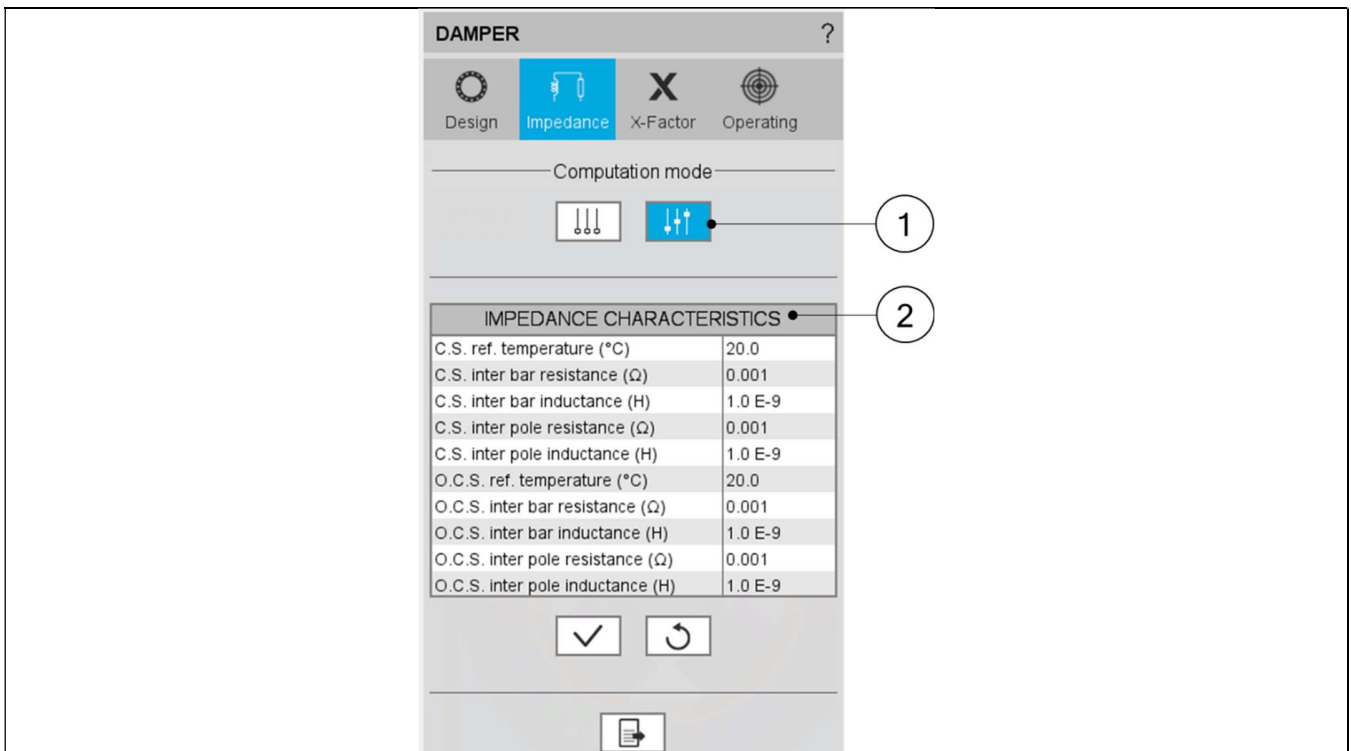 DAMPER ?
Design Impedance X-Factor Operating
Computation mode
1
IMPEDANCE CHARACTERISTICS
2
C.S. ref. temperature (°C) 20.0
C.S. inter bar resistance (Ω) 0.001
C.S. inter bar inductance (H) 1.0 E-9
C.S. inter pole resistance (Ω) 0.001
C.S. inter pole inductance (H) 1.0 E-9
O.C.S. ref. temperature (°C) 20.0
O.C.S. inter bar resistance (Ω) 0.001
O.C.S. inter bar inductance (H) 1.0 E-9
O.C.S. inter pole resistance (Ω) 0.001
O.C.S. inter pole inductance (H) 1.0 E-9